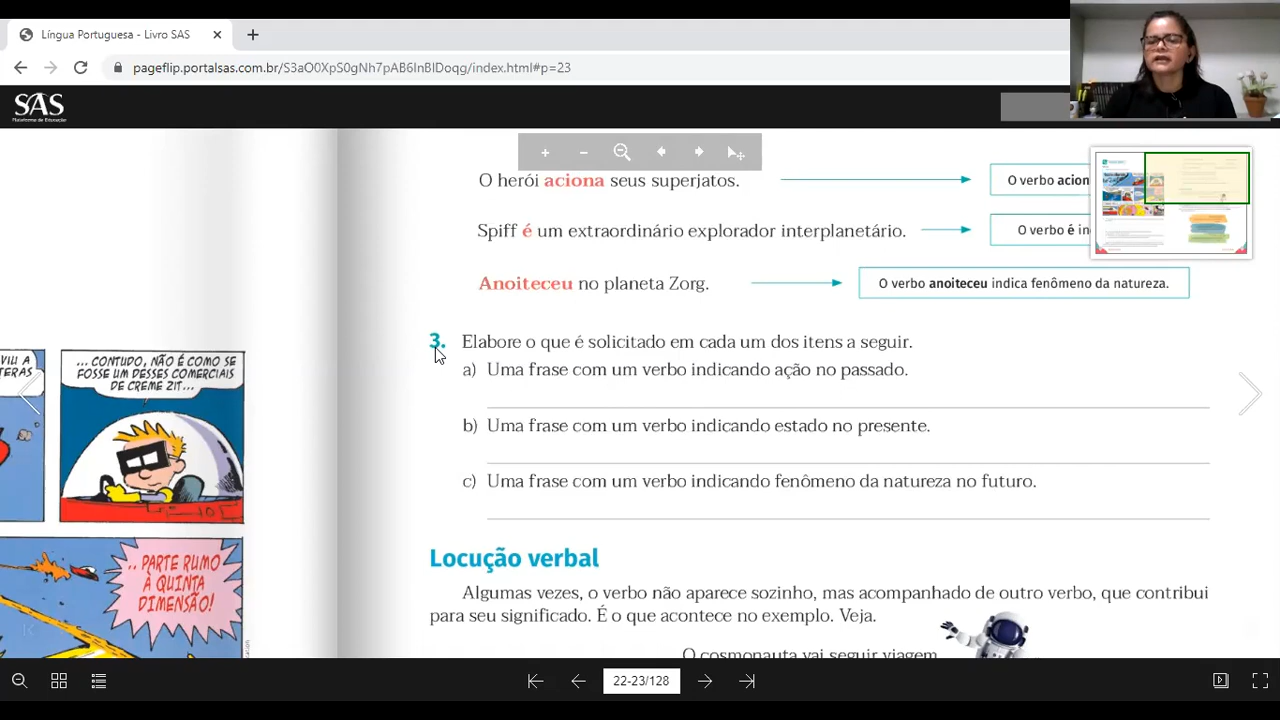 Língua Portuguesa - Livro SAS
pageflip.portalsas.com.br/S3aO0XpS0gNh7pAB6InBIDoqg/index.html#p=23
SAS
Plataforma de Educação
O herói aciona seus superjatos.
O verbo acion
Spiff é um extraordinário explorador interplanetário.
O verbo é in
Anoiteceu no planeta Zorg.
O verbo anoiteceu indica fenômeno da natureza.
3. Elabore o que é solicitado em cada um dos itens a seguir.
a) Uma frase com um verbo indicando ação no passado.
b) Uma frase com um verbo indicando estado no presente.
c) Uma frase com um verbo indicando fenômeno da natureza no futuro.
VIU A
TERAS
... CONTUDO, NÃO É COMO SE
FOSSE UM DESSES COMERCIAIS
DE CREME ZIT...
.. PARTE RUMO
À QUINTA
DIMENSÃO!
Locução verbal
Algumas vezes, o verbo não aparece sozinho, mas acompanhado de outro verbo, que contribui
para seu significado. É o que acontece no exemplo. Veja.
O cosmonauta vai seguir viagem
22-23/128